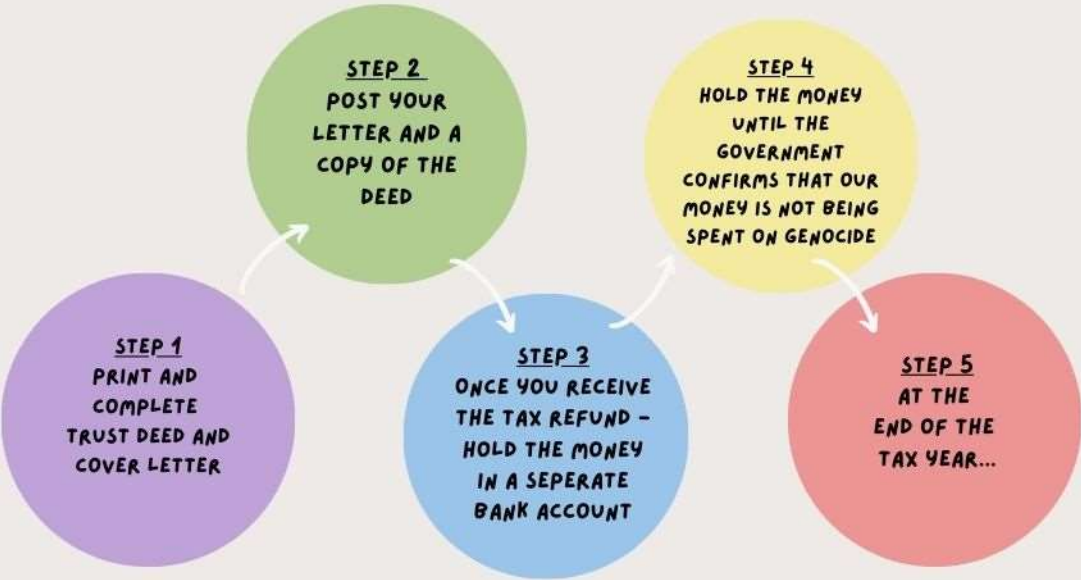 STEP 1
PRINT AND
COMPLETE
TRUST DEED AND
COVER LETTER
STEP 2
POST YOUR
LETTER AND A
COPY OF THE
DEED
STEP 3
ONCE YOU RECEIVE
THE TAX REFUND -
HOLD THE MONEY
IN A SEPERATE
BANK ACCOUNT
STEP 4
HOLD THE MONEY
UNTIL THE
GOVERNMENT
CONFIRMS THAT OUR
MONEY IS NOT BEING
SPENT ON GENOCIDE
STEP 5
AT THE
END OF THE
TAX YEAR...